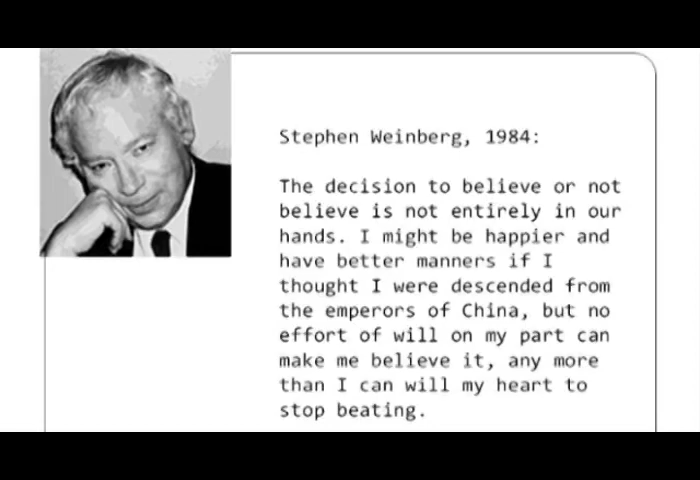 Stephen Weinberg, 1984:
The decision to believe or not
believe is not entirely in our
hands. I might be happier and
have better manners if I
thought I were descended from
the emperors of China, but no
effort of will on my part can
make me believe it, any more
than I can will my heart to
stop beating.